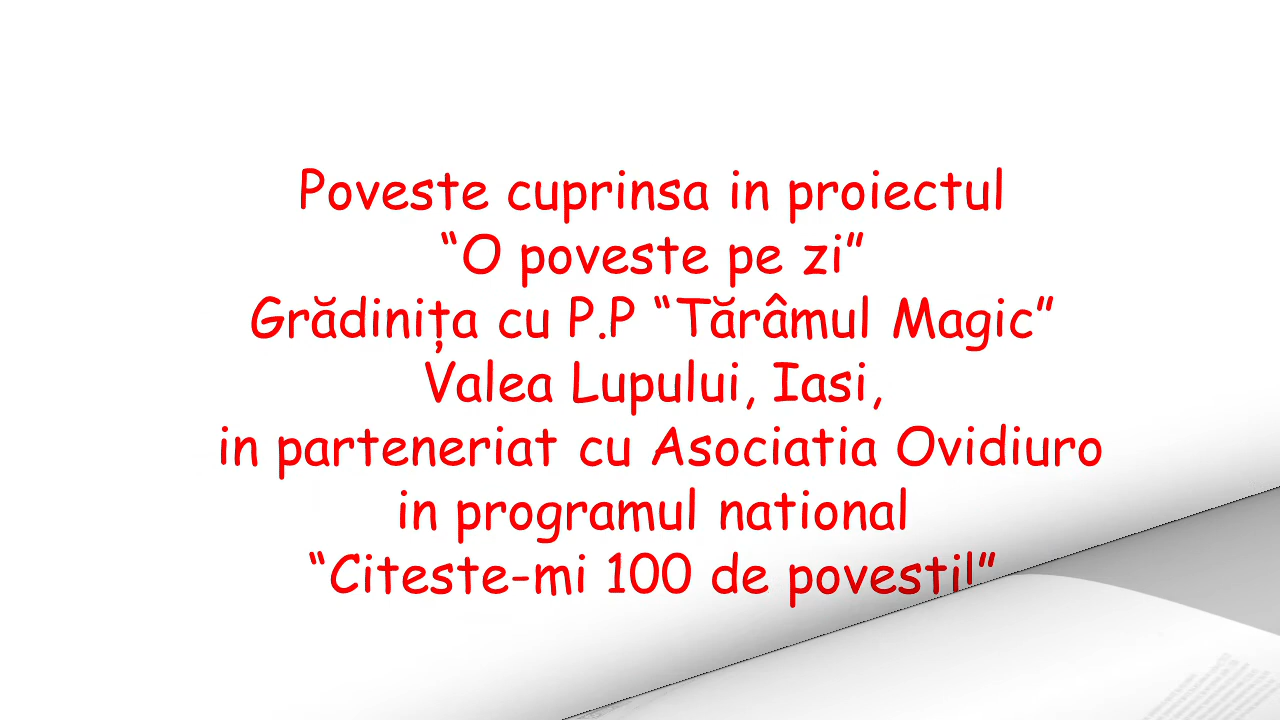 Poveste cuprinsa in proiectul
“O poveste pe zi”
Grădinița cu P.P “Tărâmul Magic”
Valea Lupului, Iasi,
in parteneriat cu Asociatia Ovidiuro
in programul national
“Citeste-mi 100 de povesti!”